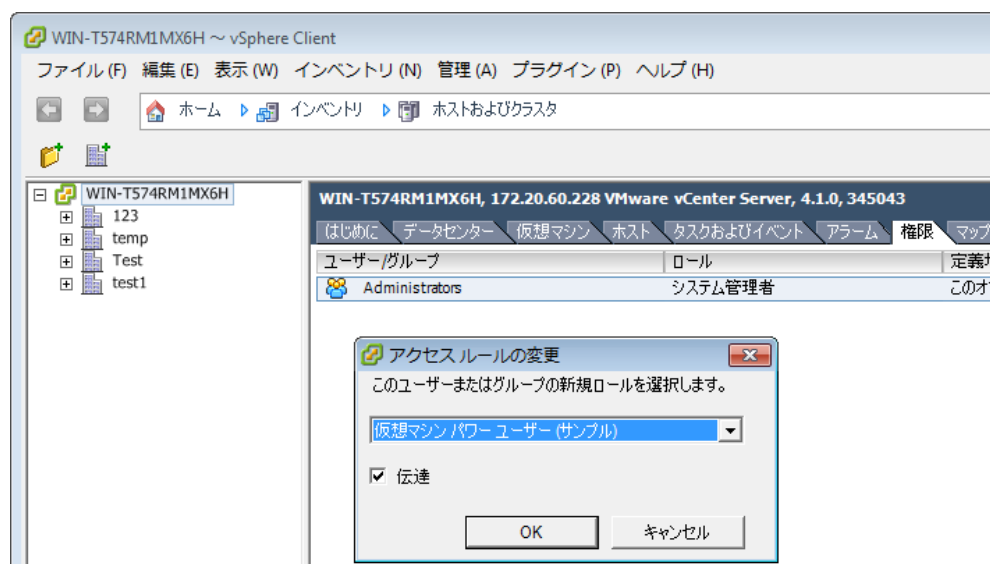 WIN-T574RM1MX6H ～ vSphere Client
ファイル(F) 編集(E) 表示(W) インベントリ(N) 管理(A) プラグイン(P) ヘルプ(H)
ホーム インベントリ ホストおよびクラスタ
WIN-T574RM1MX6H
123
temp
Test
test1
WIN-T574RM1MX6H, 172.20.60.228 VMware vCenter Server, 4.1.0, 345043
はじめに データセンター 仮想マシン ホスト タスクおよびイベント アラーム 権限 マップ
ユーザー/グループ ロール 定義
Administrators システム管理者 このオ
アクセス ルールの変更
このユーザーまたはグループの新規ロールを選択します。
仮想マシン パワー ユーザー (サンプル)
伝達
OK キャンセル